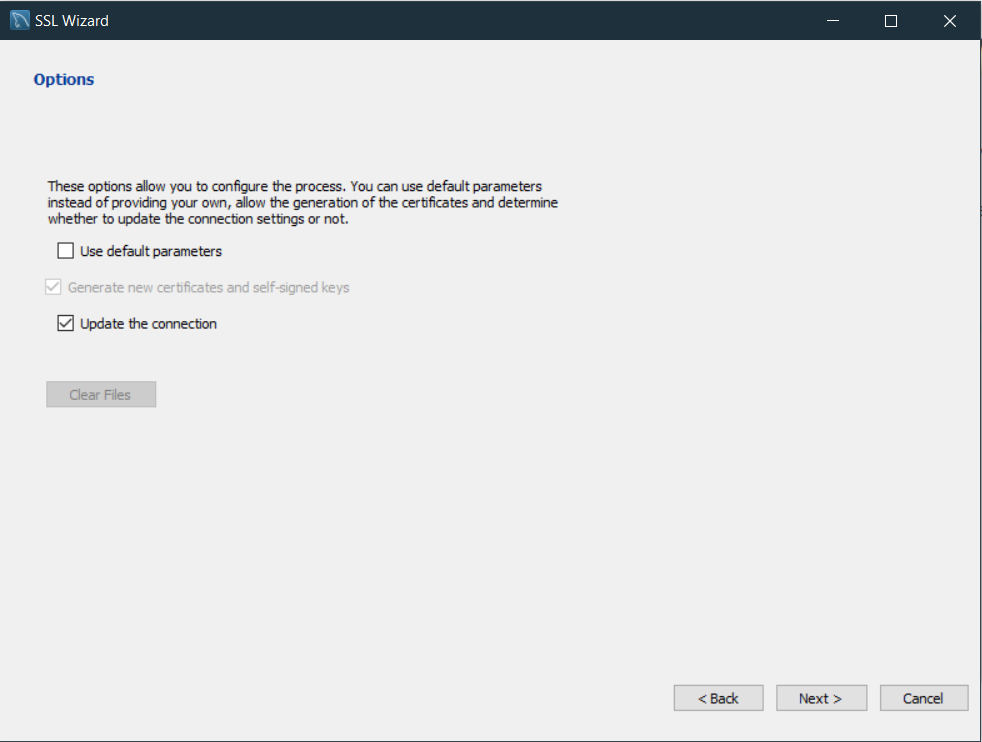 SSL Wizard
Options
These options allow you to configure the process. You can use default parameters
instead of providing your own, allow the generation of the certificates and determine
whether to update the connection settings or not.
Use default parameters
Generate new certificates and self-signed keys
Update the connection
Clear Files
< Back Next > Cancel